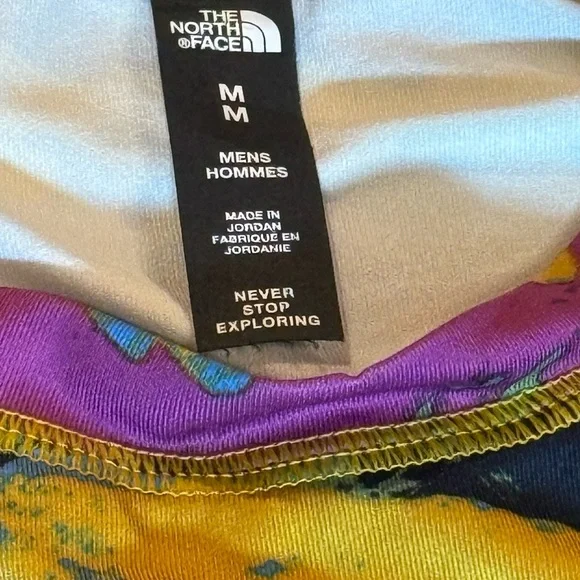 THE
NORTH
®FACE
M
M
MENS
HOMMES
MADE IN
JORDAN
FABRIQUE EN
JORDANIE
NEVER
STOP
EXPLORING